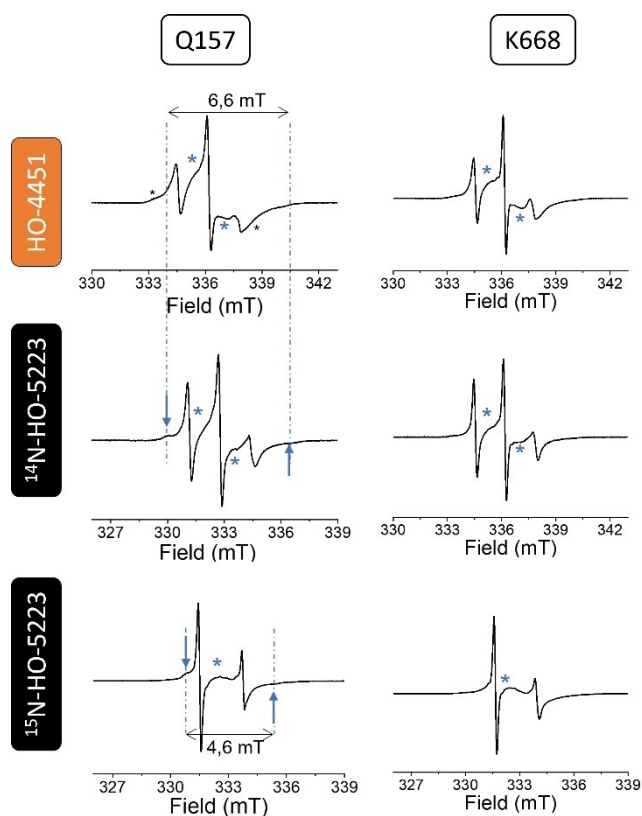 Q157 K668
HO-4451
6,6 mT
* * * *
* *
330 333 336 339 342
Field (mT)
330 333 336 339 342
Field (mT)
¹⁴N-HO-5223
* *
* *
327 330 333 336 339
Field (mT)
330 333 336 339 342
Field (mT)
¹⁵N-HO-5223
*
*
4,6 mT
327 330 333 336 339
Field (mT)
327 330 333 336 339
Field (mT)